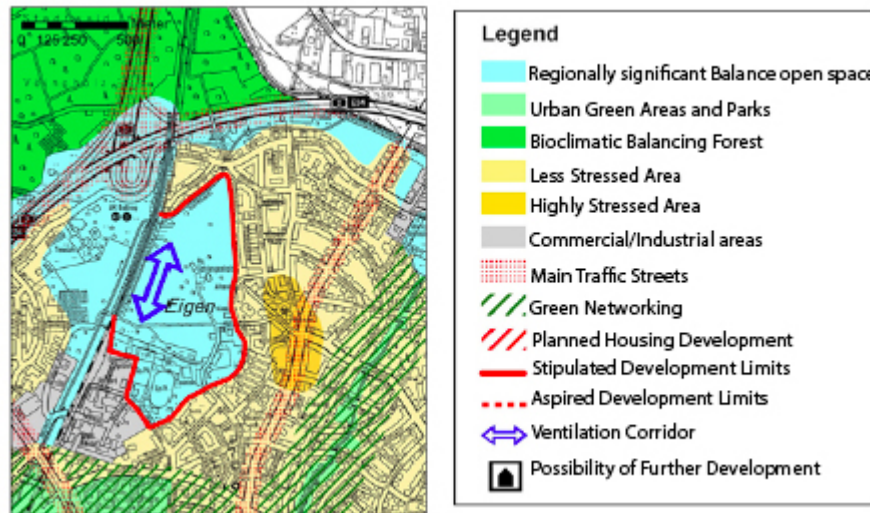 Meter
0 125 250 500
Eigen
Legend
Regionally significant Balance open space
Urban Green Areas and Parks
Bioclimatic Balancing Forest
Less Stressed Area
Highly Stressed Area
Commercial/Industrial areas
Main Traffic Streets
Green Networking
Planned Housing Development
Stipulated Development Limits
Aspired Development Limits
Ventilation Corridor
Possibility of Further Development